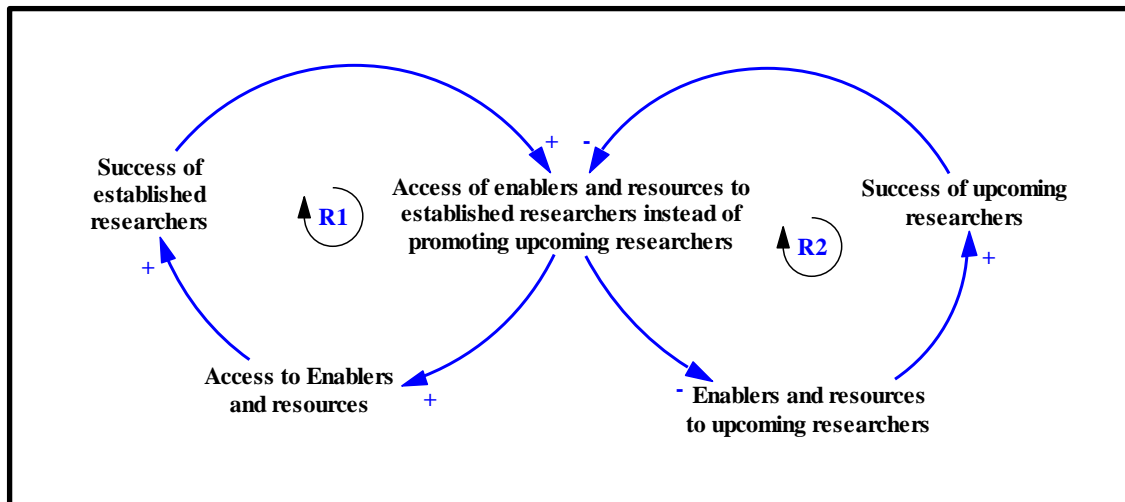 +
-
Success of
established
researchers
Access of enablers and resources to
established researchers instead of
promoting upcoming researchers
Success of upcoming
researchers
R1
R2
+
+
Access to Enablers
and resources
+
-
Enablers and resources
to upcoming researchers